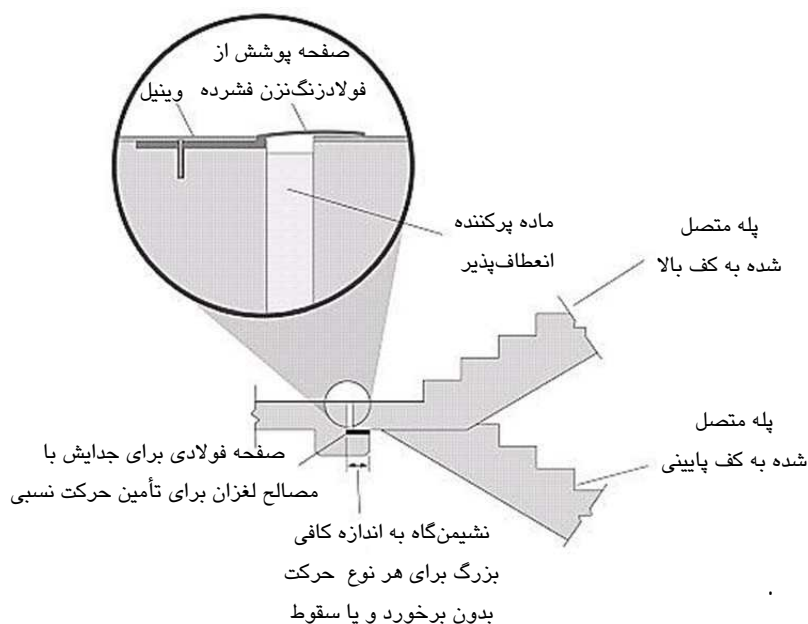 صفحه پوشش از
فولادزنگ‌نزن فشرده
وینیل
ماده پرکننده
انعطاف‌پذیر
پله متصل
شده به کف بالا
پله متصل
شده به کف پایینی
صفحه فولادی برای جدایش با
مصالح لغزان برای تأمین حرکت نسبی
نشیمن‌گاه به اندازه کافی
بزرگ برای هر نوع حرکت
بدون برخورد و یا سقوط